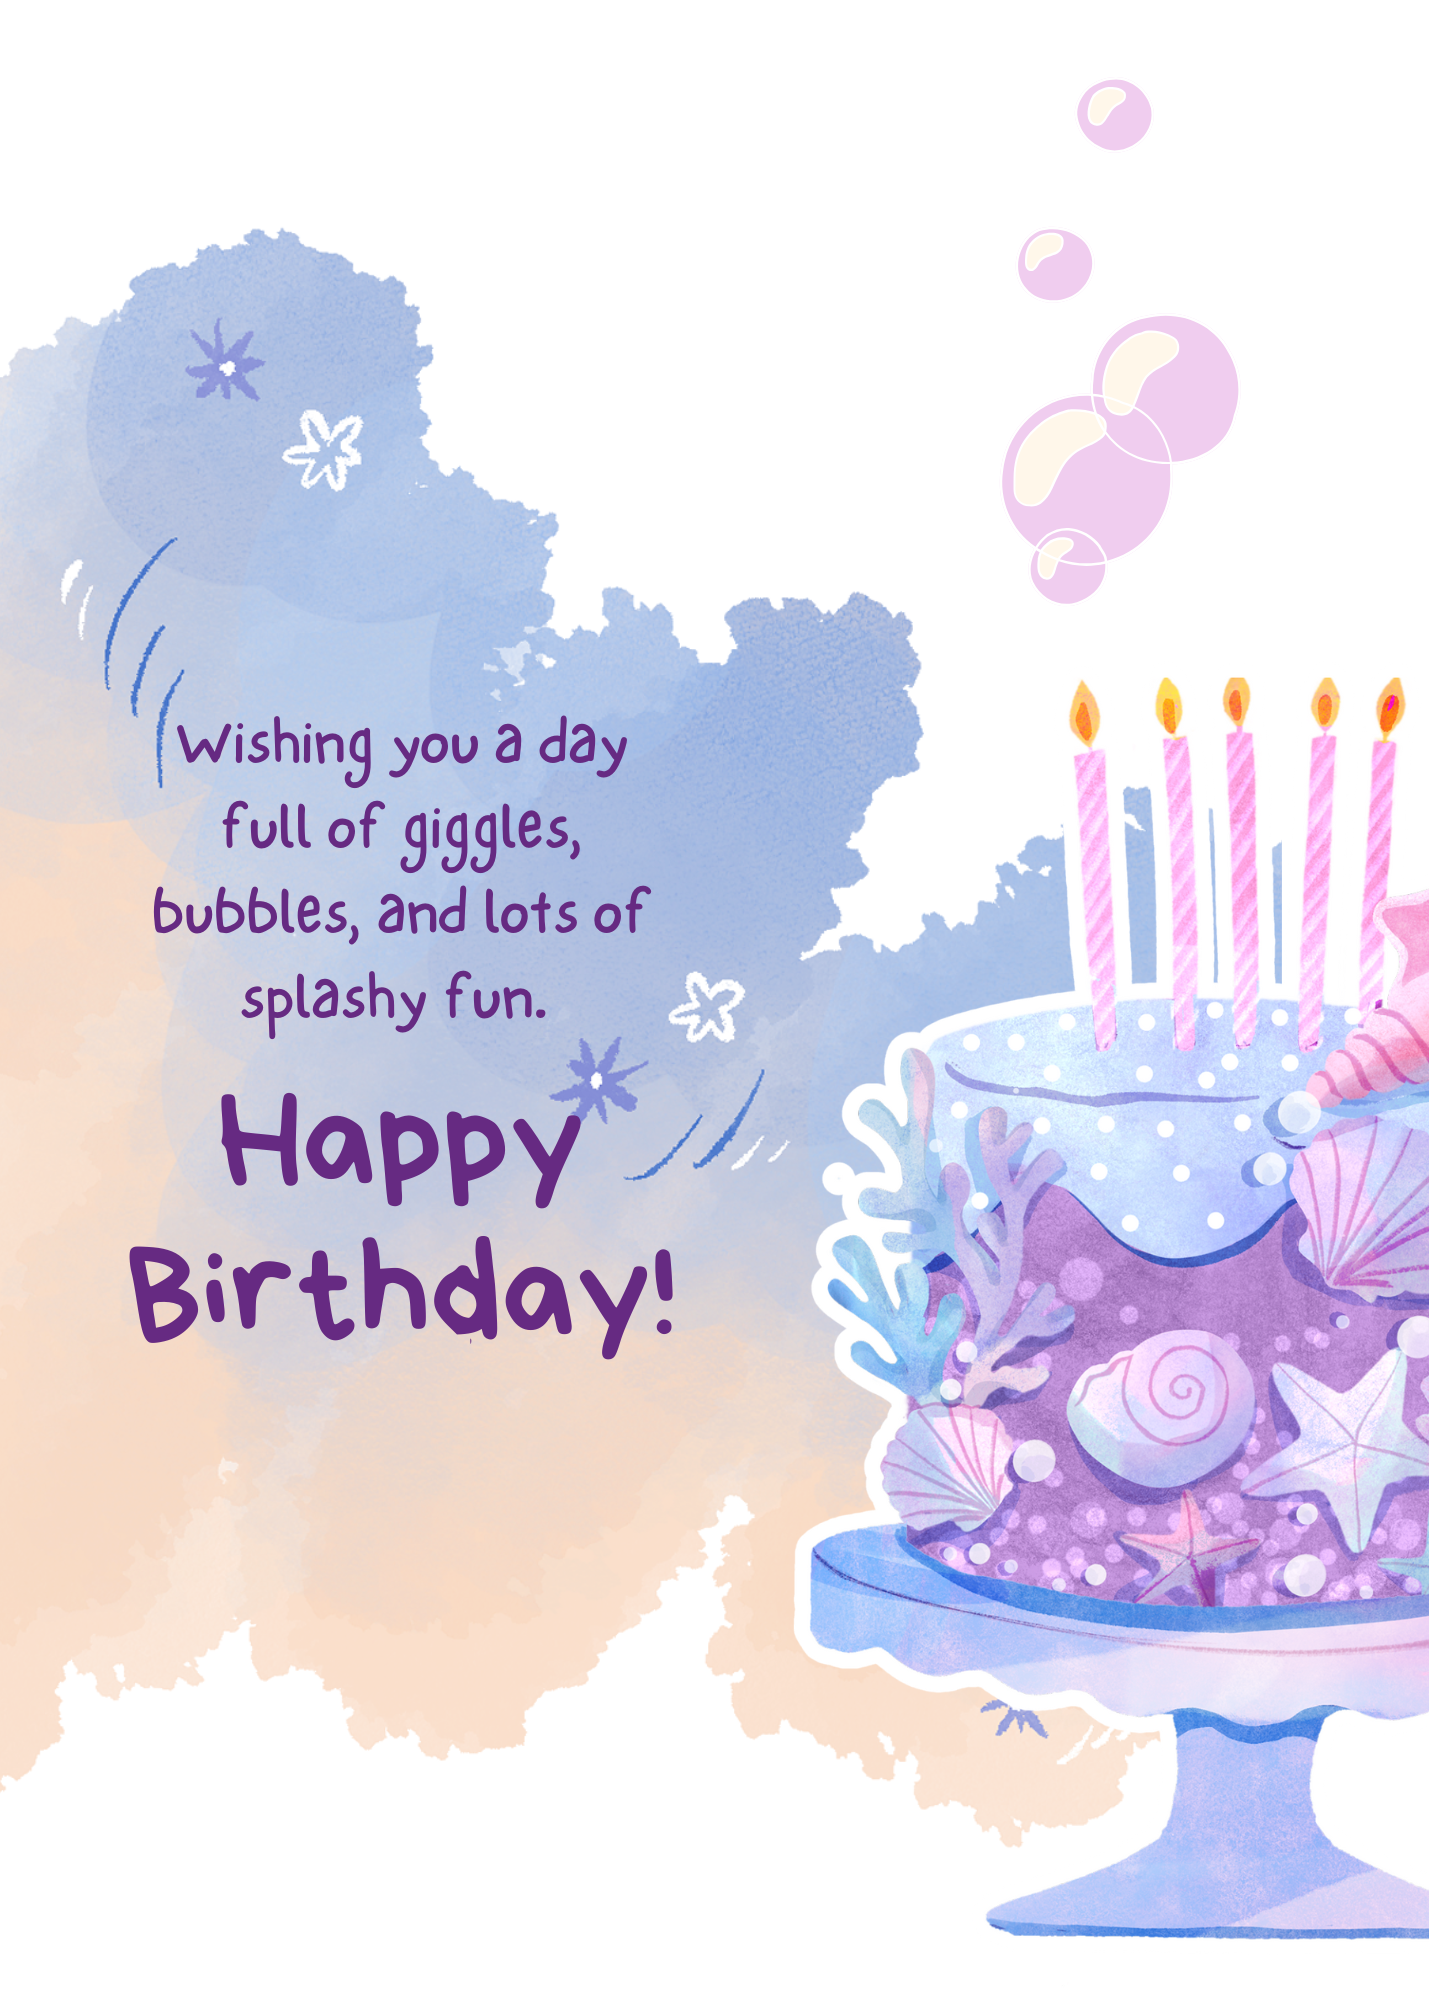 Wishing you a day
full of giggles,
bubbles, and lots of
splashy fun.
Happy
Birthday!